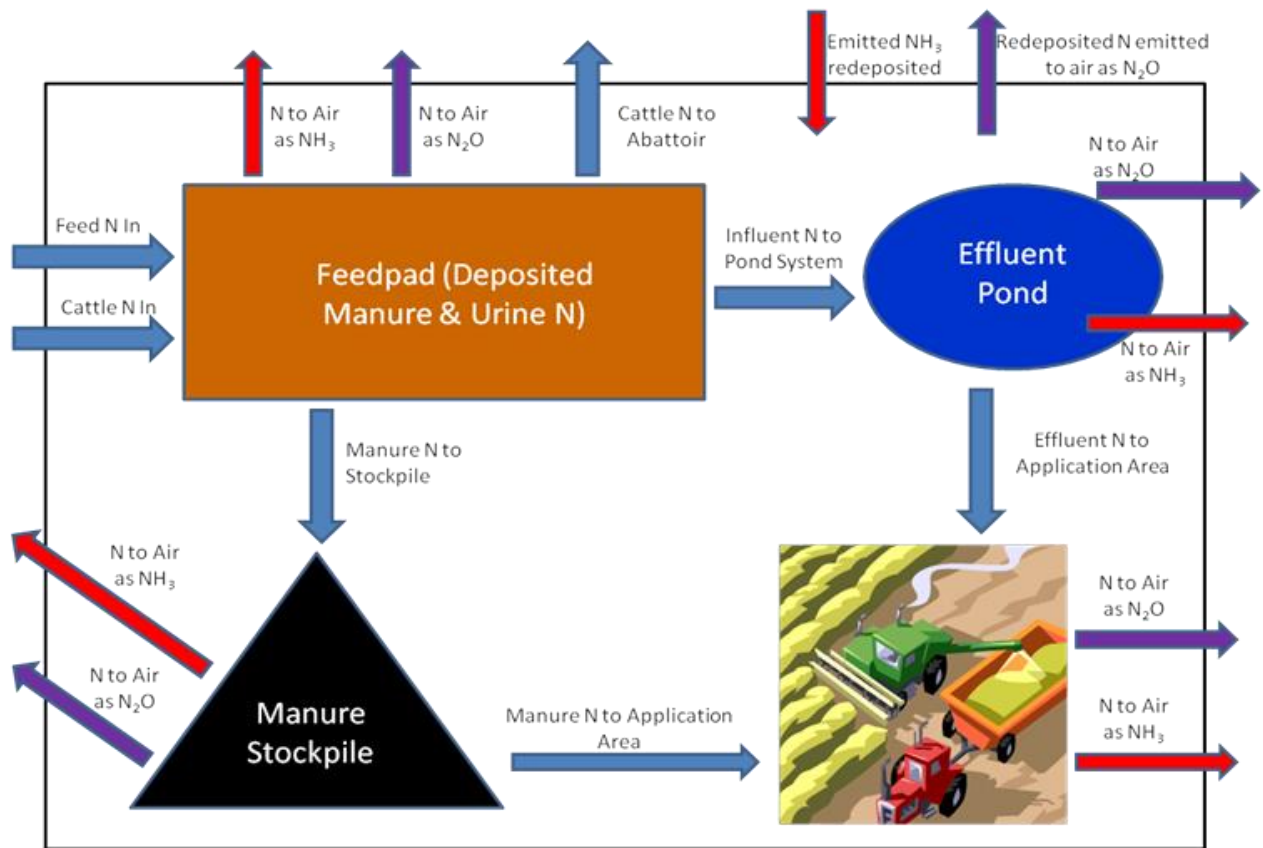 Emitted NH₃
redeposited
Redeposited N emitted
to air as N₂O
N to Air
as NH₃
N to Air
as N₂O
Cattle N to
Abattoir
N to Air
as N₂O
Feed N In
Cattle N In
Feedpad (Deposited
Manure & Urine N)
Influent N to
Pond System
Effluent
Pond
N to Air
as NH₃
Manure N to
Stockpile
Effluent N to
Application Area
N to Air
as NH₃
N to Air
as N₂O
Manure
Stockpile
Manure N to Application
Area
N to Air
as N₂O
N to Air
as NH₃